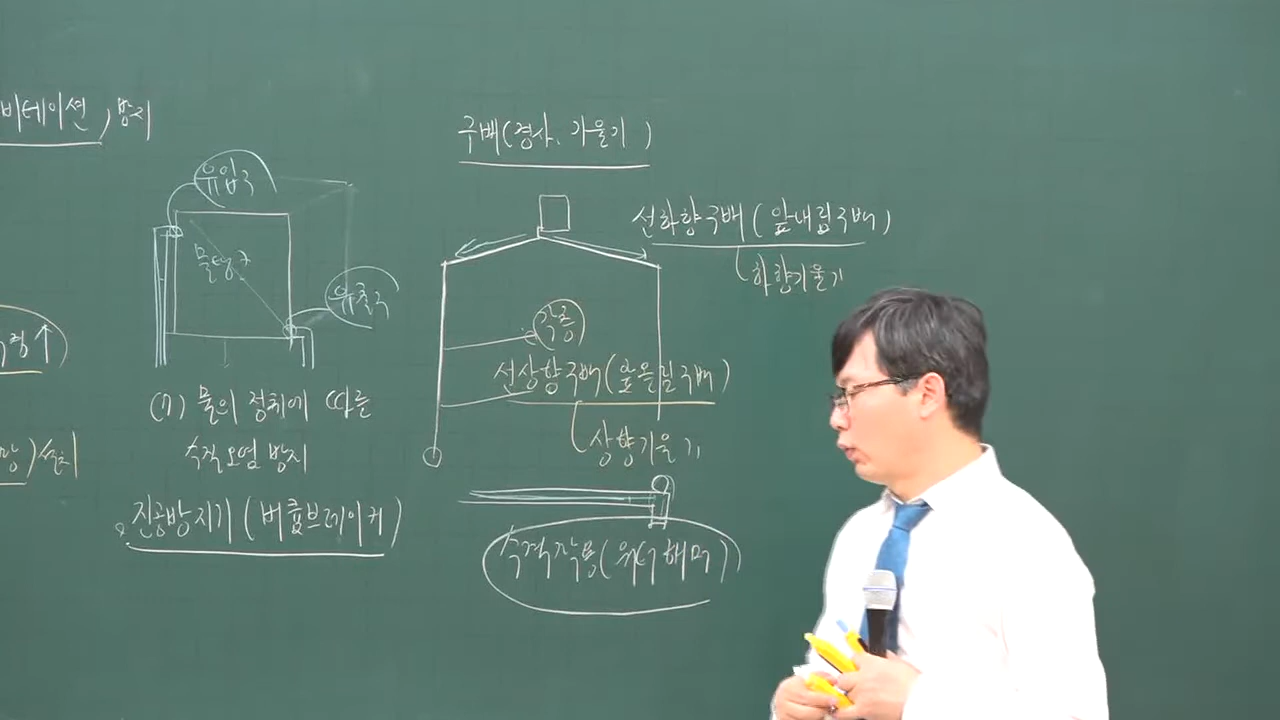 비테이션, 방지
유입구
물탱크
유출구
(7) 물의 정체에 따른
수직오염 방지
진공방지기(버큠브레이커)
구배(경사, 기울기)
선하향구배(앞내림구배)
하향기울기
각층
선상향구배(앞올림구배)
상향기울기
수격작용(워터해머)